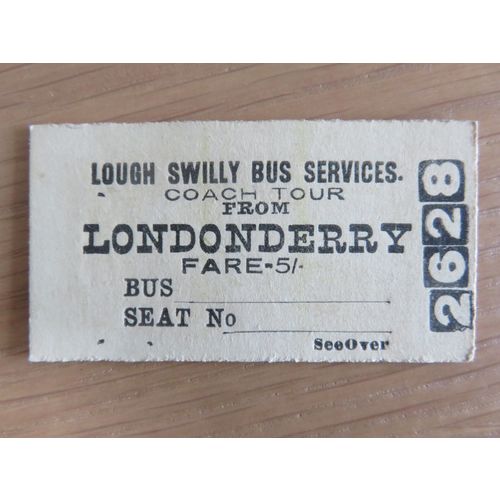 LOUGH SWILLY BUS SERVICES.
COACH TOUR
FROM
LONDONDERRY
FARE-5/-
BUS
SEAT No
SeeOver
2628